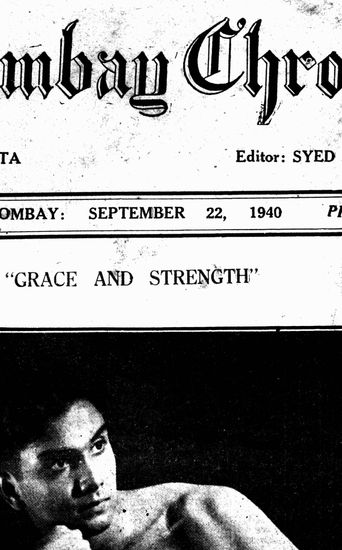 mbay Chro
TA Editor: SYED
OMBAY: SEPTEMBER 22, 1940
"GRACE AND STRENGTH"